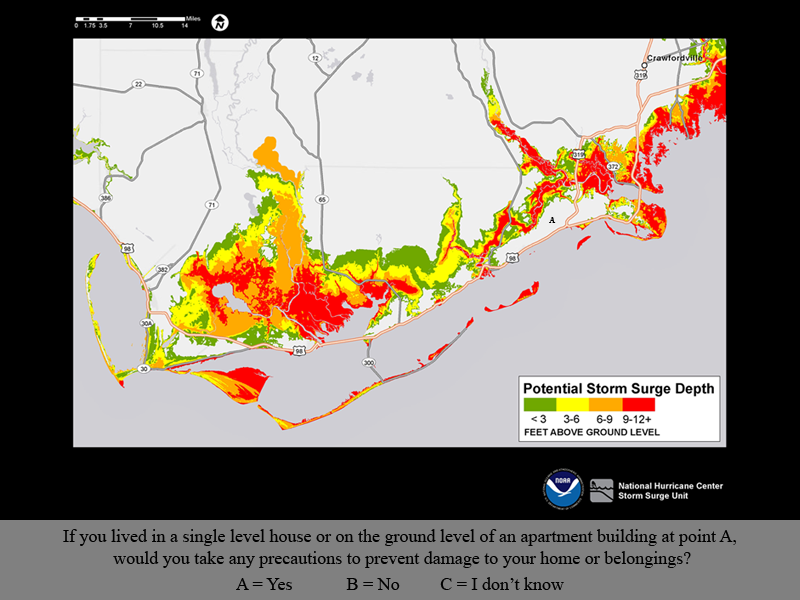 Miles
0 1.75 3.5 7 10.5 14
N
12
Crawfordville
71
319
22
319
372
386
65
71
A
98
98
382
30A
98
300
30
Potential Storm Surge Depth
< 3 3-6 6-9 9-12+
FEET ABOVE GROUND LEVEL
NOAA
National Hurricane Center
Storm Surge Unit
If you lived in a single level house or on the ground level of an apartment building at point A,
would you take any precautions to prevent damage to your home or belongings?
A = Yes B = No C = I don’t know